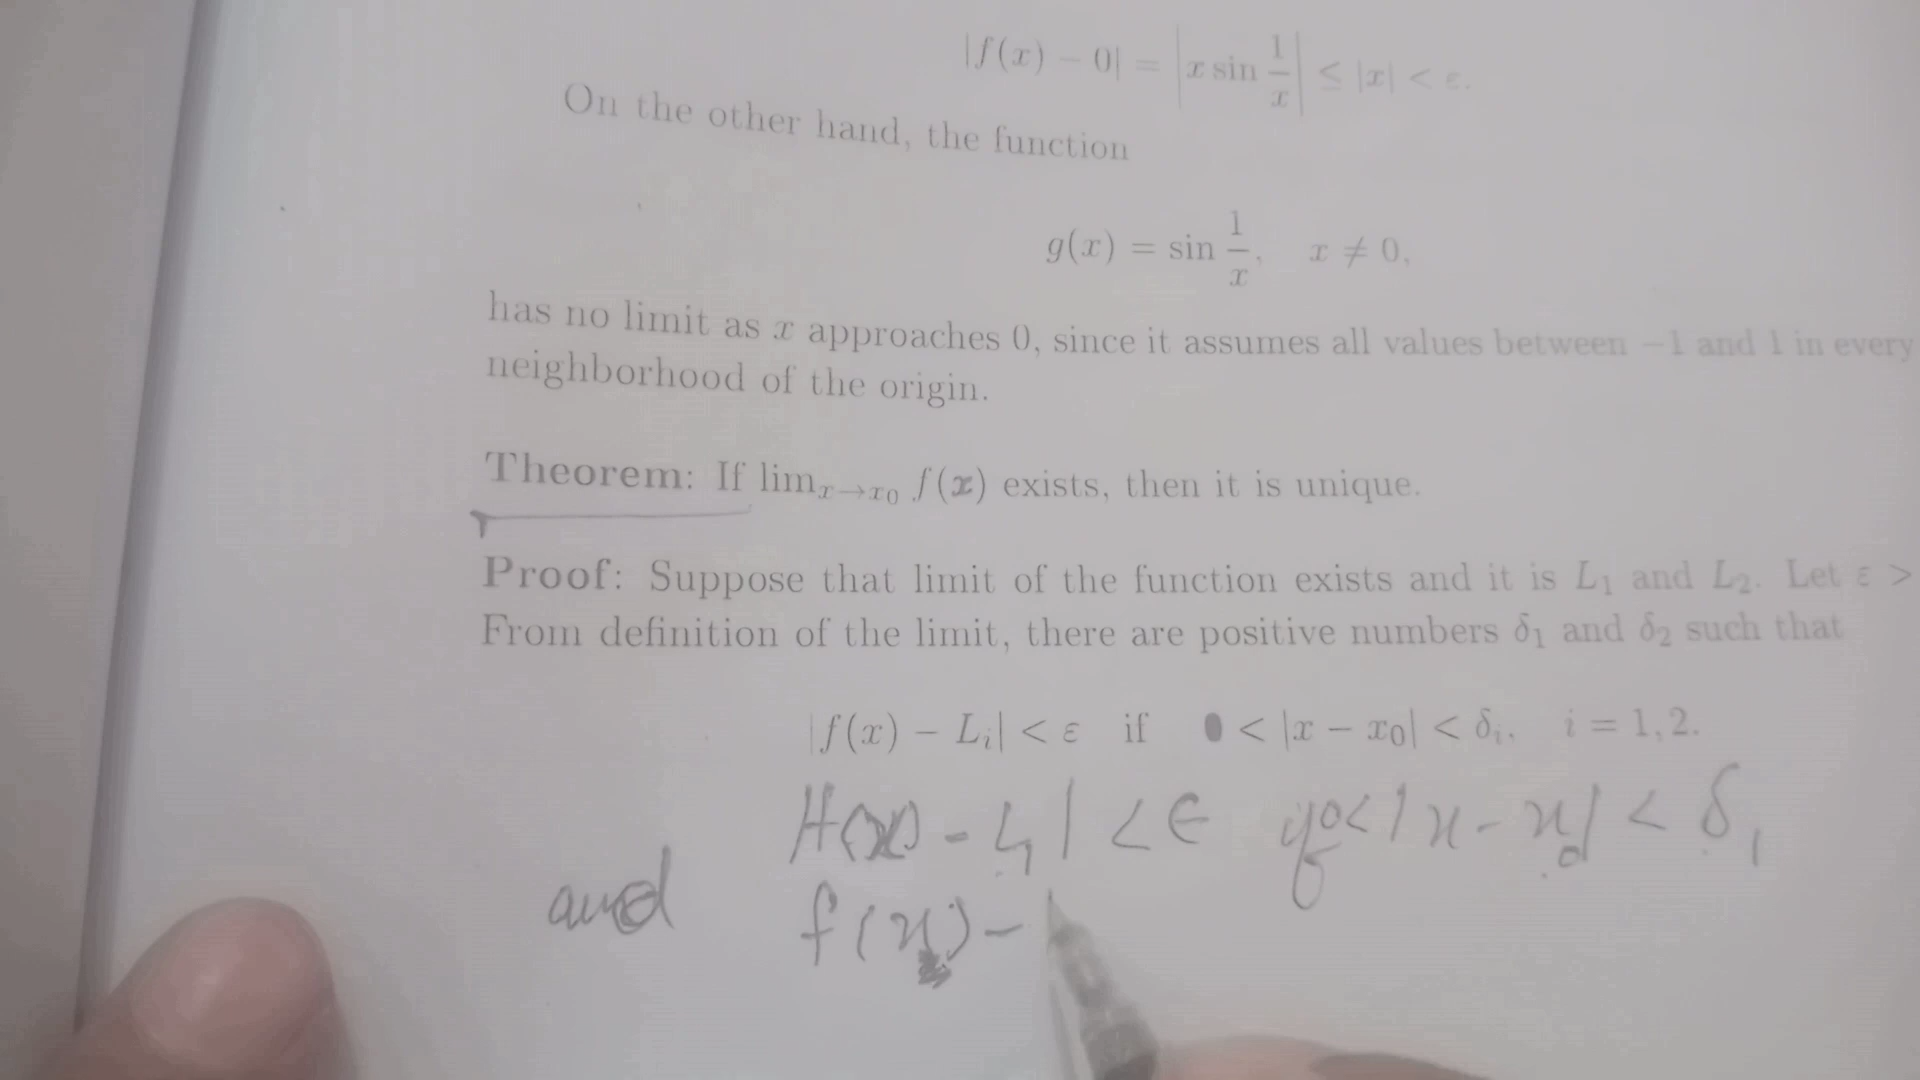 |f(x) − 0| = |x sin 1/x| ≤ |x| < ε.
On the other hand, the function
g(x) = sin 1/x, x ≠ 0,
has no limit as x approaches 0, since it assumes all values between −1 and 1 in every
neighborhood of the origin.
Theorem: If lim x→x₀ f(x) exists, then it is unique.
Proof: Suppose that limit of the function exists and it is L₁ and L₂. Let ε >
From definition of the limit, there are positive numbers δ₁ and δ₂ such that
|f(x) − Lᵢ| < ε if 0 < |x − x₀| < δᵢ, i = 1, 2.
|f(x) - L₁| < ε if 0 < |x - x₀| < δ₁
and f(x) -